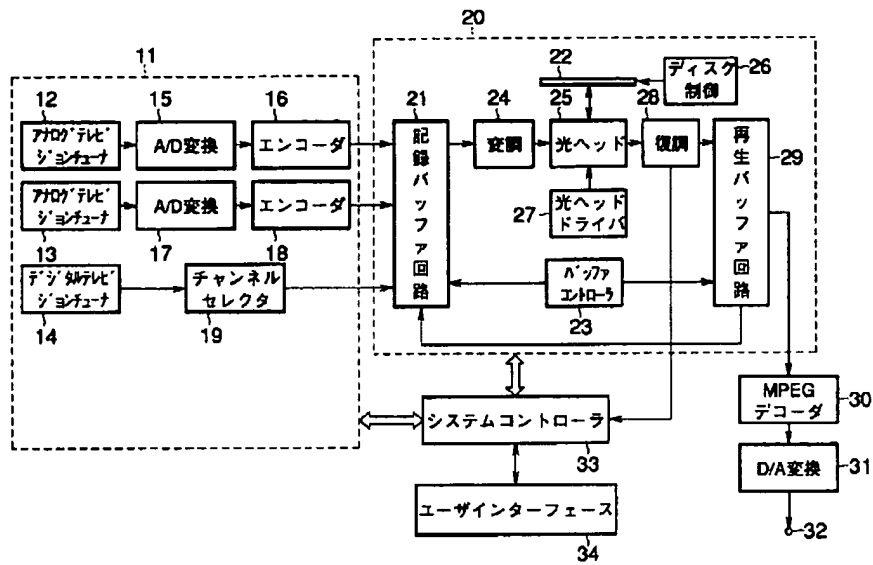 20
11
12
15
16
アナログテレビ
ジョンチューナ
A/D変換
エンコーダ
アナログテレビ
ジョンチューナ
A/D変換
エンコーダ
13
17
18
デジタルテレビ
ジョンチューナ
チャンネル
セレクタ
14
19
21
記録バッファ回路
24
変調
22
25
光ヘッド
28
復調
ディスク
制御
26
再生バッファ回路
29
27
光ヘッド
ドライバ
バッファ
コントローラ
23
システムコントローラ
33
ユーザインターフェース
34
MPEG
デコーダ
30
D/A変換
31
32